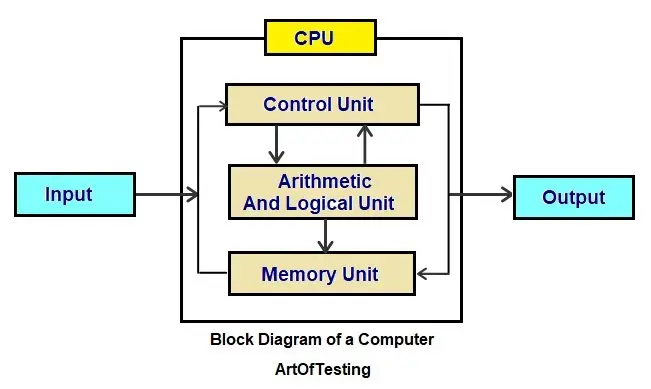 CPU
Control Unit
Arithmetic
And Logical Unit
Memory Unit
Input
Output
Block Diagram of a Computer
ArtOfTesting